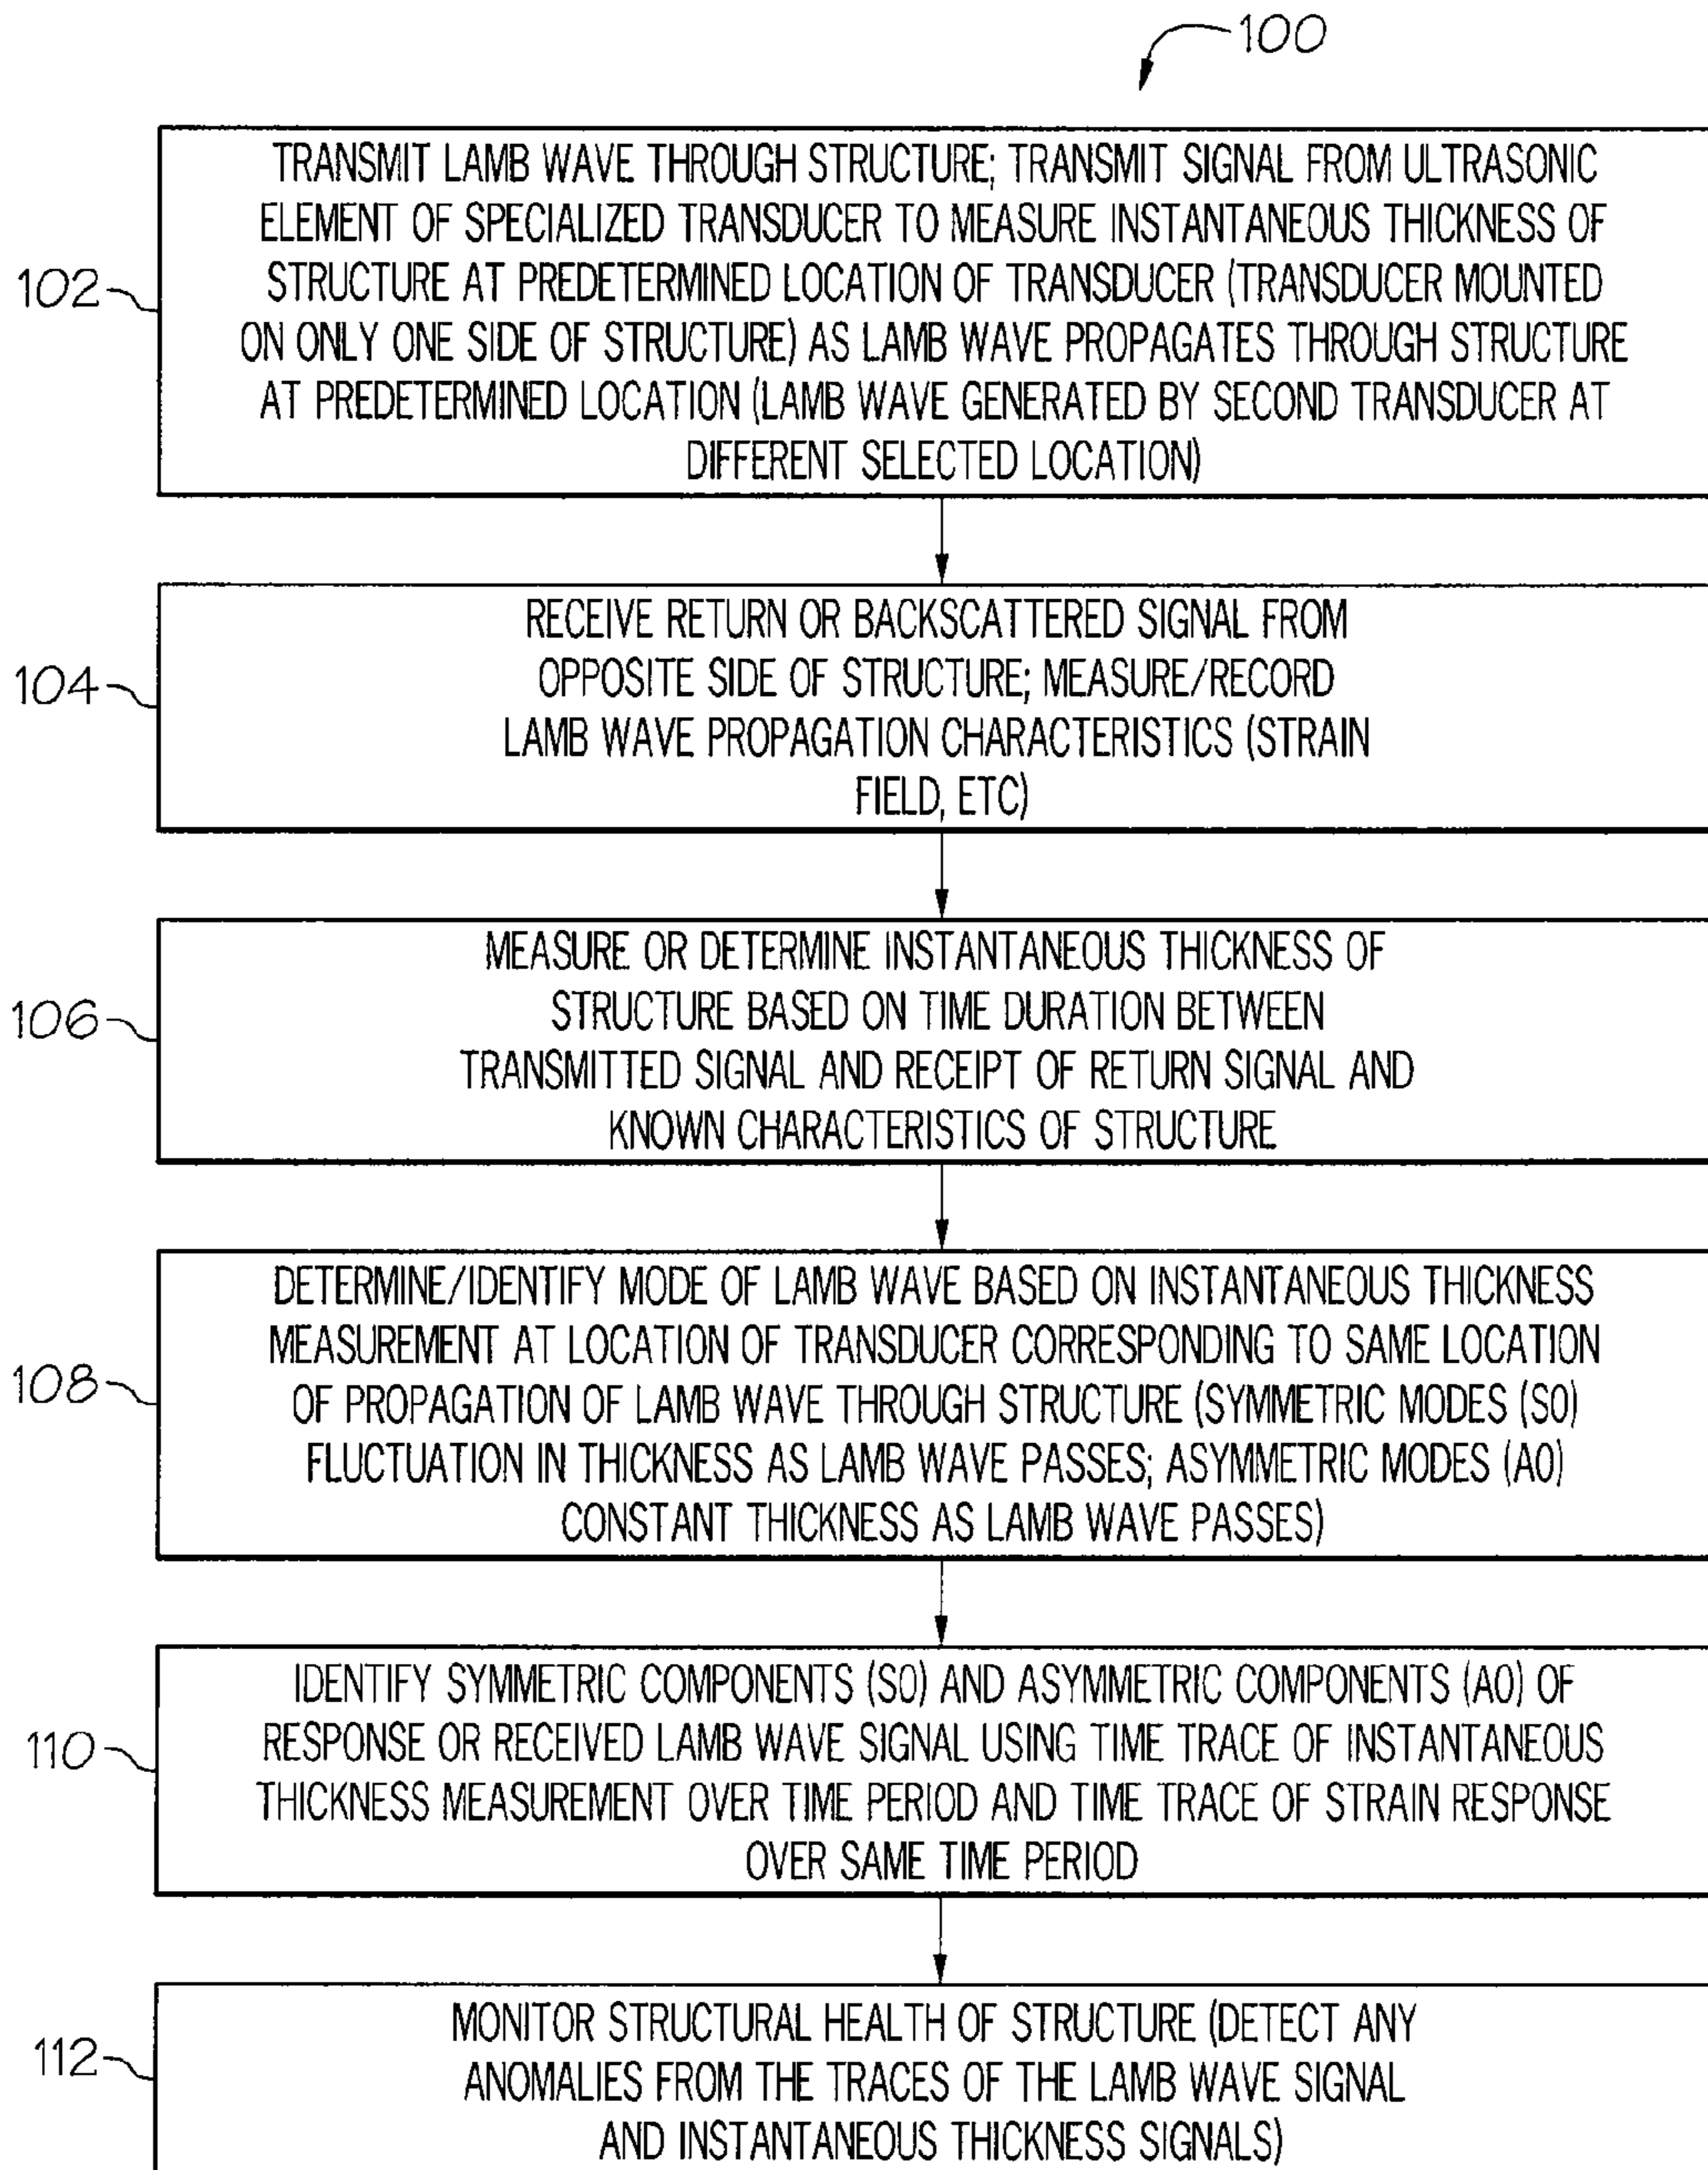 100
TRANSMIT LAMB WAVE THROUGH STRUCTURE; TRANSMIT SIGNAL FROM ULTRASONIC
ELEMENT OF SPECIALIZED TRANSDUCER TO MEASURE INSTANTANEOUS THICKNESS OF
STRUCTURE AT PREDETERMINED LOCATION OF TRANSDUCER (TRANSDUCER MOUNTED
ON ONLY ONE SIDE OF STRUCTURE) AS LAMB WAVE PROPAGATES THROUGH STRUCTURE
AT PREDETERMINED LOCATION (LAMB WAVE GENERATED BY SECOND TRANSDUCER AT
DIFFERENT SELECTED LOCATION)
102
RECEIVE RETURN OR BACKSCATTERED SIGNAL FROM
OPPOSITE SIDE OF STRUCTURE; MEASURE/RECORD
LAMB WAVE PROPAGATION CHARACTERISTICS (STRAIN
FIELD, ETC)
104
MEASURE OR DETERMINE INSTANTANEOUS THICKNESS OF
STRUCTURE BASED ON TIME DURATION BETWEEN
TRANSMITTED SIGNAL AND RECEIPT OF RETURN SIGNAL AND
KNOWN CHARACTERISTICS OF STRUCTURE
106
DETERMINE/IDENTIFY MODE OF LAMB WAVE BASED ON INSTANTANEOUS THICKNESS
MEASUREMENT AT LOCATION OF TRANSDUCER CORRESPONDING TO SAME LOCATION
OF PROPAGATION OF LAMB WAVE THROUGH STRUCTURE (SYMMETRIC MODES (S0)
FLUCTUATION IN THICKNESS AS LAMB WAVE PASSES; ASYMMETRIC MODES (A0)
CONSTANT THICKNESS AS LAMB WAVE PASSES)
108
IDENTIFY SYMMETRIC COMPONENTS (S0) AND ASYMMETRIC COMPONENTS (A0) OF
RESPONSE OR RECEIVED LAMB WAVE SIGNAL USING TIME TRACE OF INSTANTANEOUS
THICKNESS MEASUREMENT OVER TIME PERIOD AND TIME TRACE OF STRAIN RESPONSE
OVER SAME TIME PERIOD
110
MONITOR STRUCTURAL HEALTH OF STRUCTURE (DETECT ANY
ANOMALIES FROM THE TRACES OF THE LAMB WAVE SIGNAL
AND INSTANTANEOUS THICKNESS SIGNALS)
112